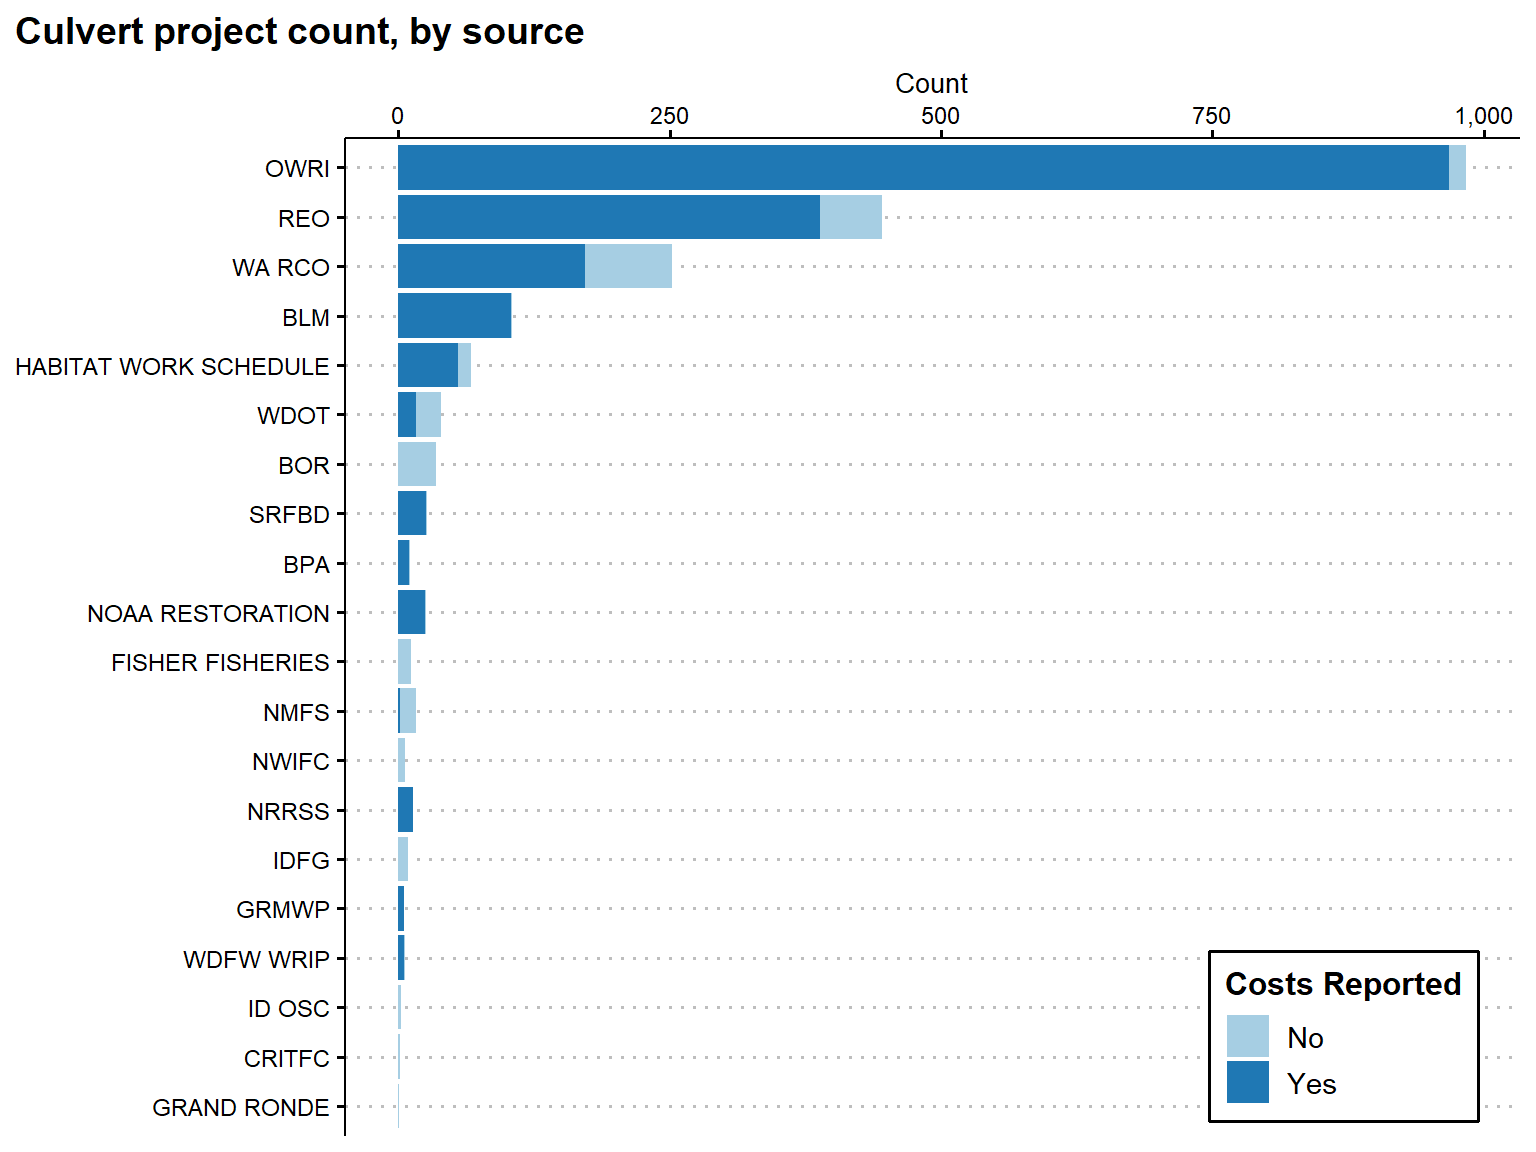 Culvert project count, by source
Count
0 250 500 750 1,000
OWRI
REO
WA RCO
BLM
HABITAT WORK SCHEDULE
WDOT
BOR
SRFBD
BPA
NOAA RESTORATION
FISHER FISHERIES
NMFS
NWIFC
NRRSS
IDFG
GRMWP
WDFW WRIP
ID OSC
CRITFC
GRAND RONDE
Costs Reported
No
Yes